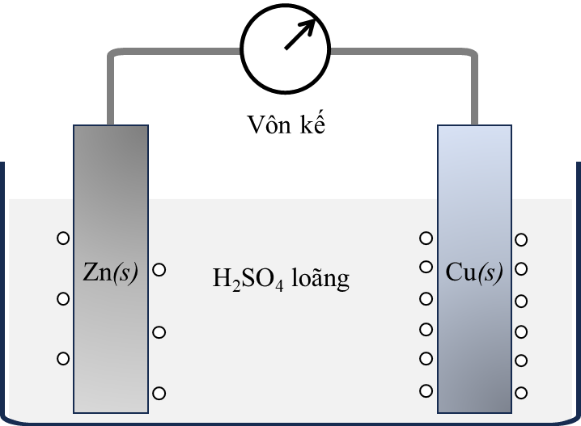 Vôn kế
Zn(s)
H₂SO₄ loãng
Cu(s)